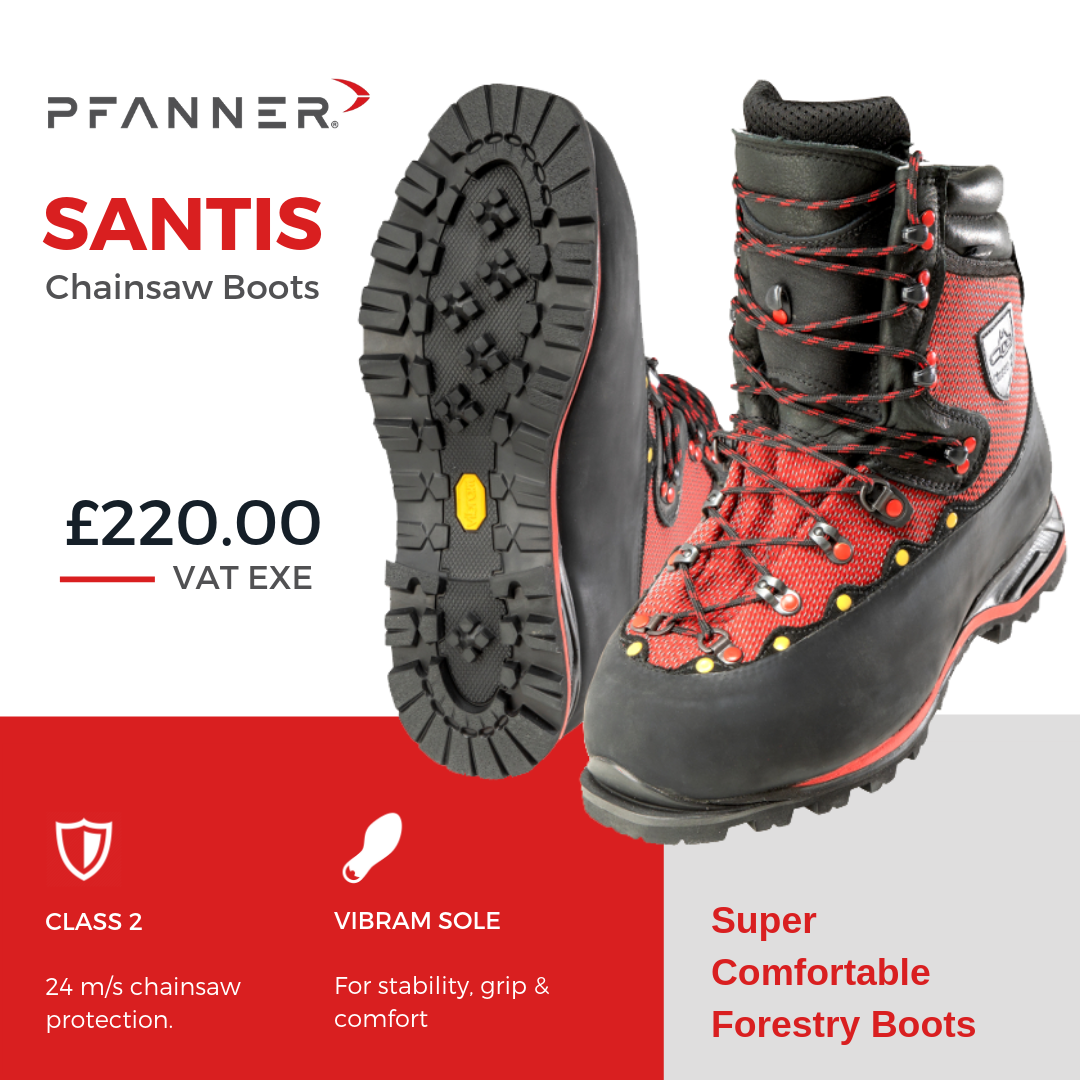 PFANNER®
SANTIS
Chainsaw Boots
£220.00
VAT EXE
CLASS 2
24 m/s chainsaw
protection.
VIBRAM SOLE
For stability, grip &
comfort
Super
Comfortable
Forestry Boots